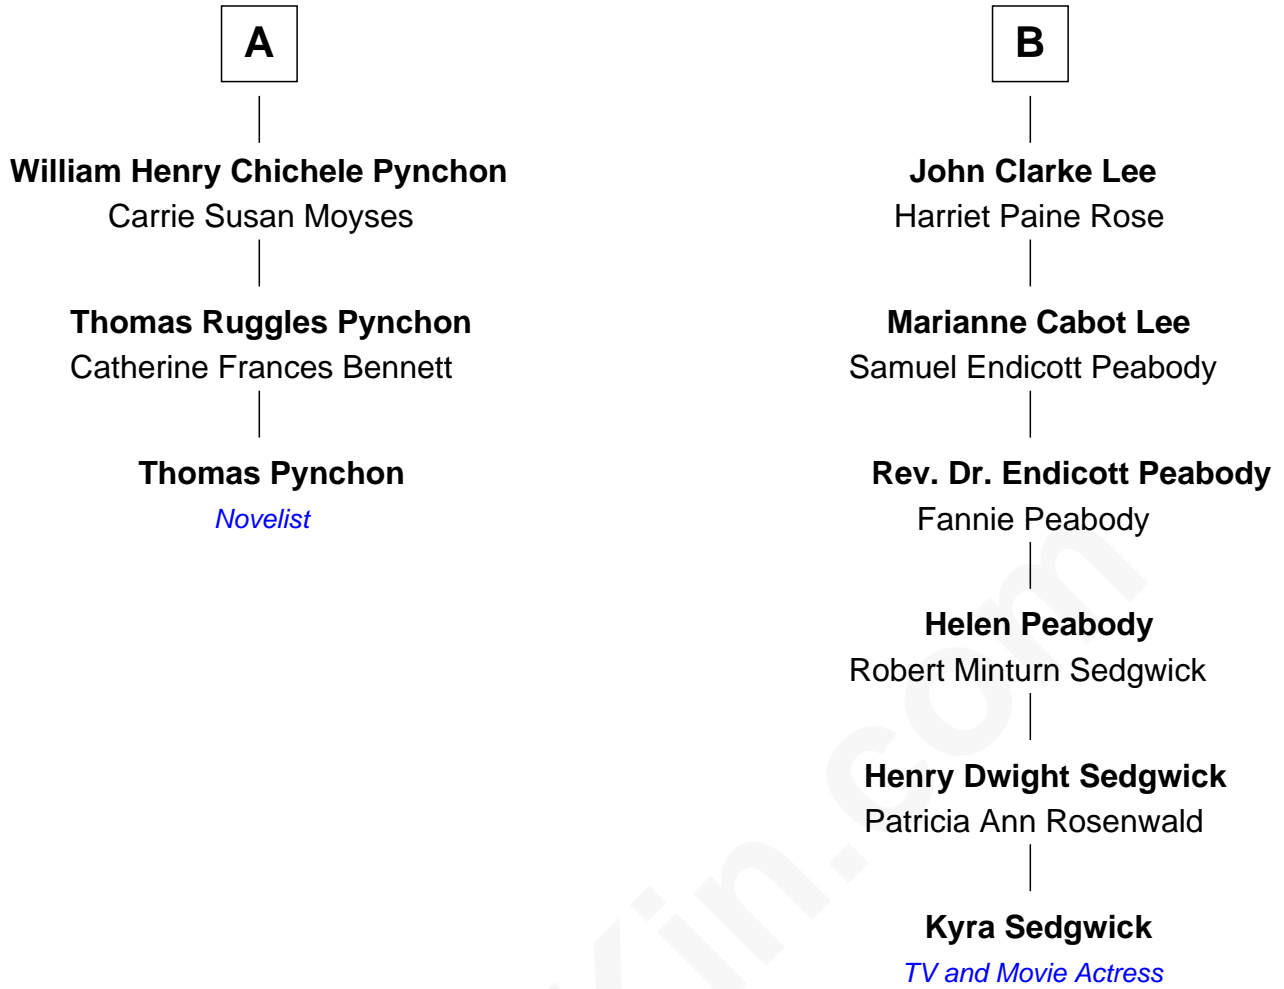 A
William Henry Chichele Pynchon
Carrie Susan Moyses
Thomas Ruggles Pynchon
Catherine Frances Bennett
Thomas Pynchon
Novelist
B
John Clarke Lee
Harriet Paine Rose
Marianne Cabot Lee
Samuel Endicott Peabody
Rev. Dr. Endicott Peabody
Fannie Peabody
Helen Peabody
Robert Minturn Sedgwick
Henry Dwight Sedgwick
Patricia Ann Rosenwald
Kyra Sedgwick
TV and Movie Actress
Kin.com